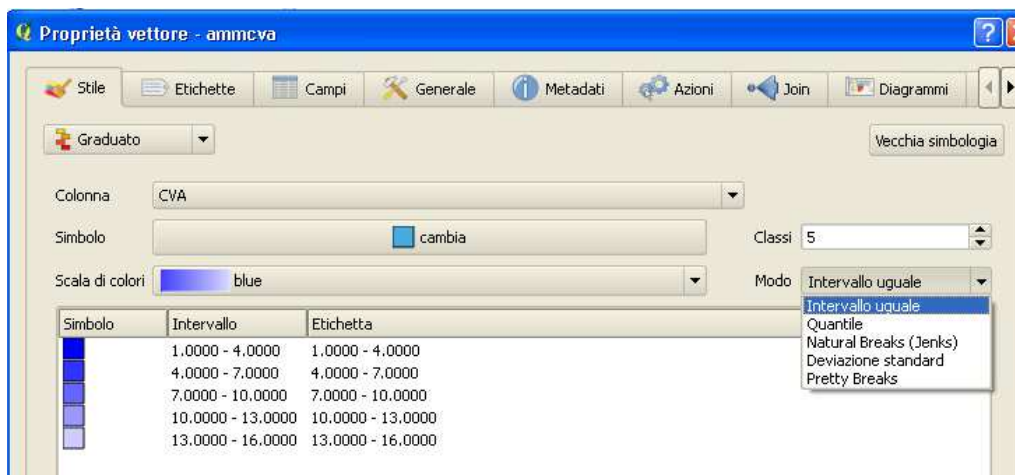 Proprietà vettore - ammcva
Stile Etichette Campi Generale Metadati Azioni Join Diagrammi
Graduato Vecchia simbologia
Colonna CVA
Simbolo cambia Classi 5
Scala di colori blue Modo Intervallo uguale
Intervallo uguale
Quantile
Natural Breaks (Jenks)
Deviazione standard
Pretty Breaks
Simbolo Intervallo Etichetta
1.0000 - 4.0000 1.0000 - 4.0000
4.0000 - 7.0000 4.0000 - 7.0000
7.0000 - 10.0000 7.0000 - 10.0000
10.0000 - 13.0000 10.0000 - 13.0000
13.0000 - 16.0000 13.0000 - 16.0000